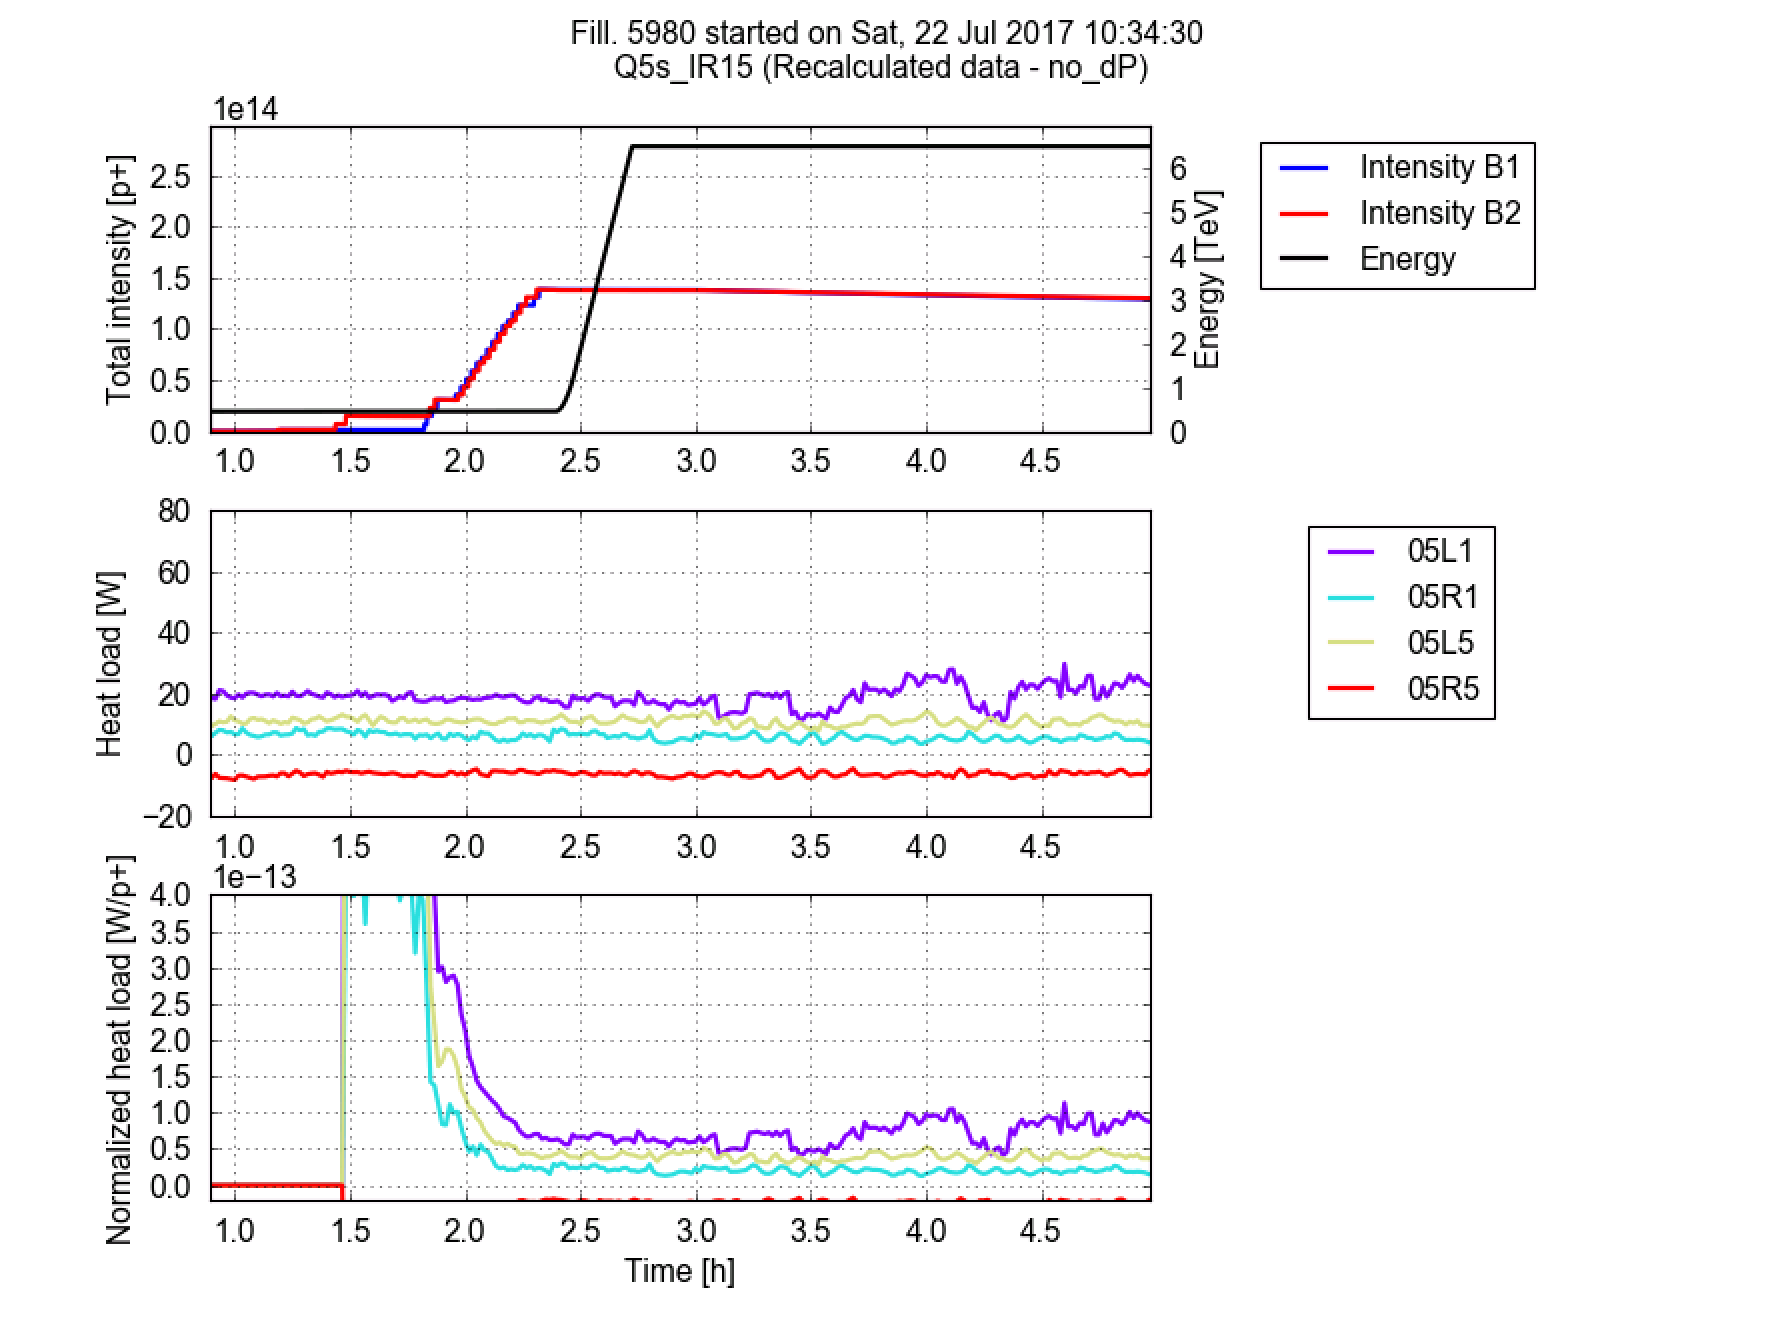 Fill. 5980 started on Sat, 22 Jul 2017 10:34:30
Q5s_IR15 (Recalculated data - no_dP)
1e14
Total intensity [p+]
2.5
2.0
1.5
1.0
0.5
0.0
6
5
4
3
2
1
0
Energy [TeV]
1.0 1.5 2.0 2.5 3.0 3.5 4.0 4.5
Intensity B1
Intensity B2
Energy
Heat load [W]
80
60
40
20
0
−20
1.0 1.5 2.0 2.5 3.0 3.5 4.0 4.5
05L1
05R1
05L5
05R5
1e−13
Normalized heat load [W/p+]
4.0
3.5
3.0
2.5
2.0
1.5
1.0
0.5
0.0
1.0 1.5 2.0 2.5 3.0 3.5 4.0 4.5
Time [h]